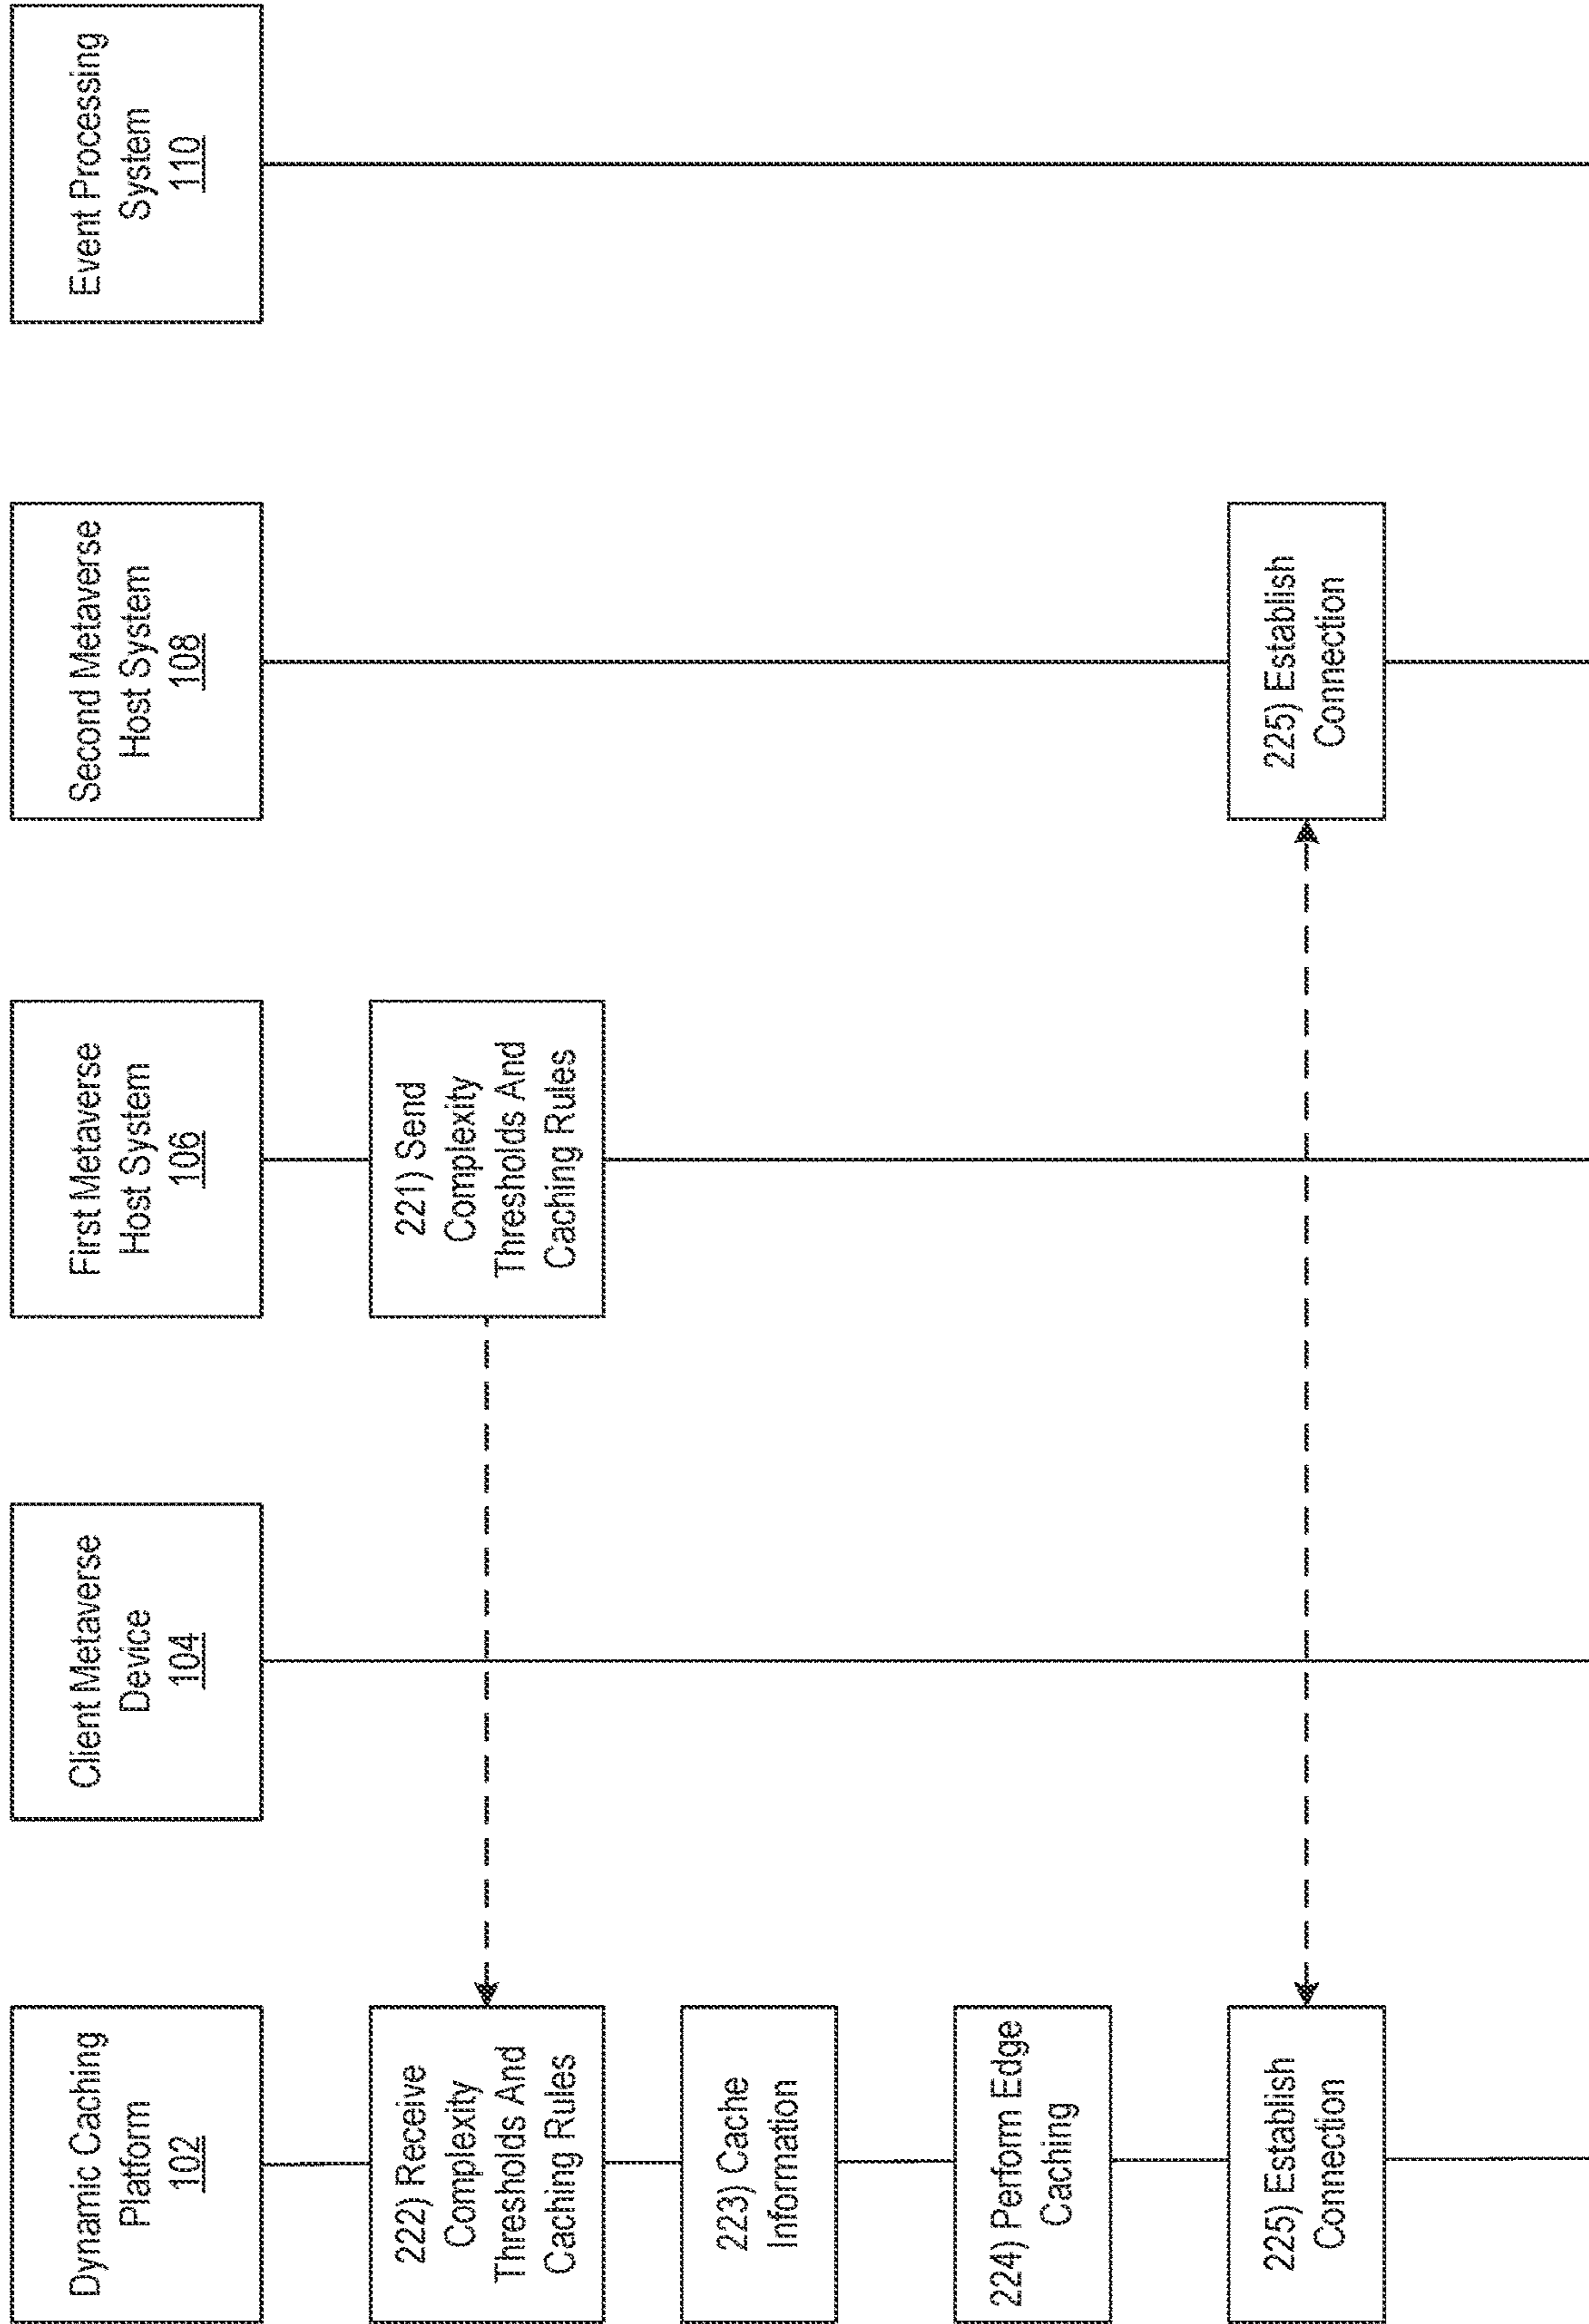 Dynamic Caching
Platform
102
Client Metaverse
Device
104
First Metaverse
Host System
106
Second Metaverse
Host System
108
Event Processing
System
110
221) Send
Complexity
Thresholds And
Caching Rules
222) Receive
Complexity
Thresholds And
Caching Rules
223) Cache
Information
224) Perform Edge
Caching
225) Establish
Connection
225) Establish
Connection